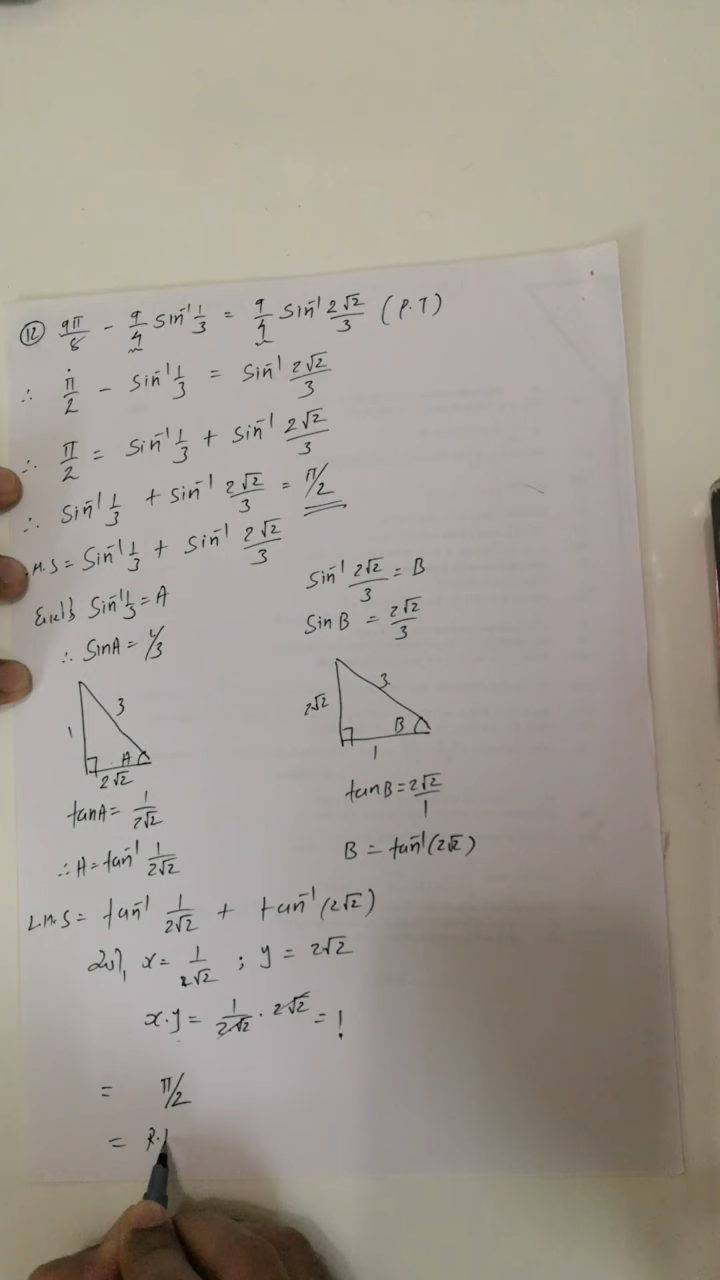 ⑫ 9π/8 - 9/4 sin⁻¹ 1/3 = 9/4 sin⁻¹ 2√2/3 (P.T)
∴ π/2 - sin⁻¹ 1/3 = sin⁻¹ 2√2/3
∴ π/2 = sin⁻¹ 1/3 + sin⁻¹ 2√2/3
∴ sin⁻¹ 1/3 + sin⁻¹ 2√2/3 = π/2
.H.S = sin⁻¹ 1/3 + sin⁻¹ 2√2/3
sin⁻¹ 1/3 = A
∴ sinA = 1/3
1
3
A
2√2
tanA = 1/2√2
∴ A = tan⁻¹ 1/2√2
sin⁻¹ 2√2/3 = B
sinB = 2√2/3
2√2
3
B
1
tanB = 2√2/1
B = tan⁻¹(2√2)
L.H.S = tan⁻¹ 1/2√2 + tan⁻¹(2√2)
x = 1/2√2 ; y = 2√2
x.y = 1/2√2 · 2√2 = 1
= π/2
= R.